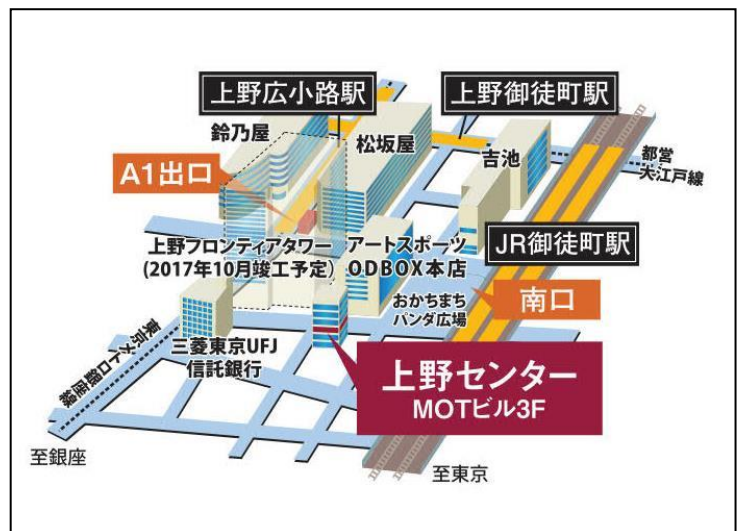 上野広小路駅
上野御徒町駅
鈴乃屋
松坂屋
吉池
都営
大江戸線
A1出口
上野フロンティアタワー
(2017年10月竣工予定)
アートスポーツ
ODBOX本店
JR御徒町駅
おかちまち
パンダ広場
南口
三菱東京UFJ
信託銀行
東京メトロ銀座線
上野センター
MOTビル3F
至銀座
至東京